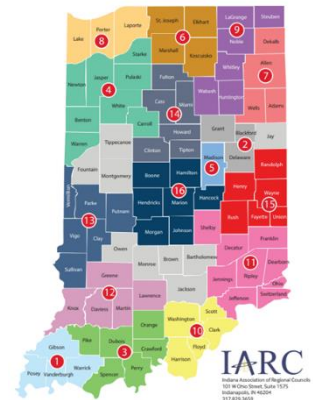 St. Joseph
Elkhart
LaGrange
Steuben
Laporte
Porter
Lake
8
6
9
Noble
Dekalb
Marshall
Kosciusko
Starke
Whitley
Allen
7
Jasper
Pulaski
Fulton
Newton
4
Wabash
Huntington
Wells
Adams
White
Cass
Miami
14
Benton
Carroll
Howard
Grant
Blackford
Jay
2
Warren
Tippecanoe
Clinton
Tipton
Madison
Delaware
5
Randolph
Fountain
Montgomery
Boone
Hamilton
Henry
Wayne
15
16
Hendricks
Marion
Hancock
Vermillion
Parke
Putnam
13
Rush
Fayette
Union
Morgan
Johnson
Shelby
Vigo
Clay
Franklin
Owen
Decatur
Sullivan
Monroe
Brown
Bartholomew
11
Dearborn
Ripley
Ohio
Greene
Jennings
Switzerland
12
Jackson
Jefferson
Lawrence
Knox
Daviess
Martin
Washington
Scott
Orange
10
Clark
Gibson
Pike
Dubois
Floyd
1
3
Crawford
Harrison
Posey
Vanderburgh
Warrick
Perry
Spencer
IARC
Indiana Association of Regional Councils
101 W Ohio Street, Suite 1575
Indianapolis, IN 46204